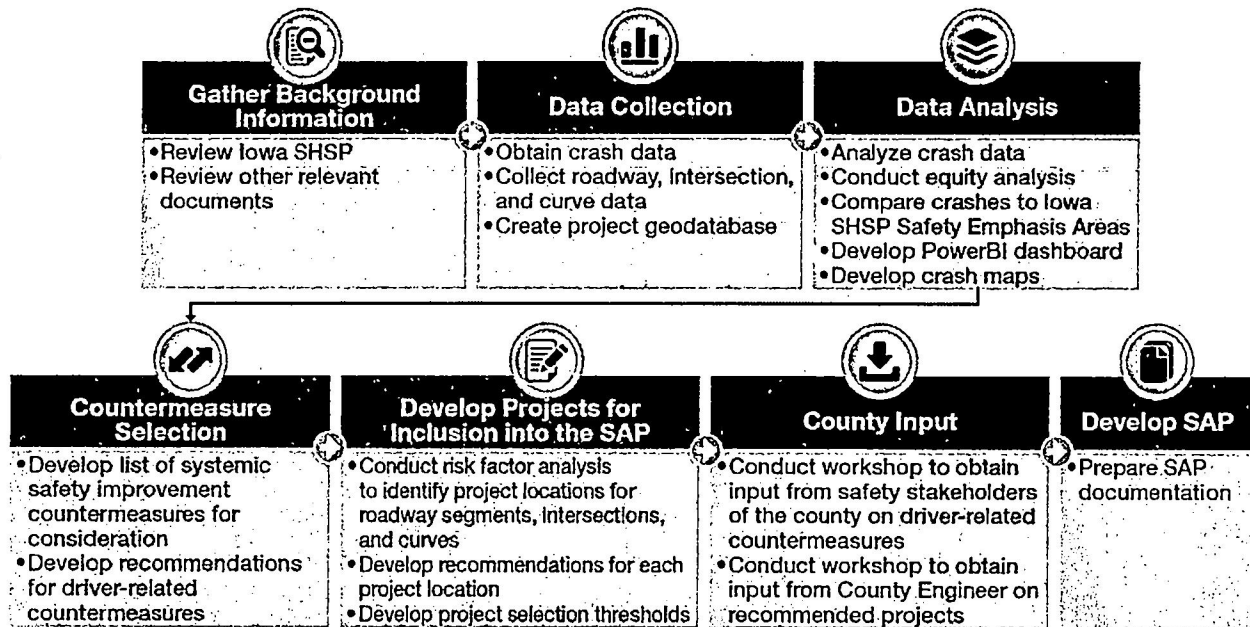 Gather Background
Information
•Review Iowa SHSP
•Review other relevant
documents
Data Collection
•Obtain crash data
•Collect roadway, intersection,
and curve data
•Create project geodatabase
Data Analysis
•Analyze crash data
•Conduct equity analysis
•Compare crashes to Iowa
SHSP Safety Emphasis Areas
•Develop PowerBI dashboard
•Develop crash maps
Countermeasure
Selection
•Develop list of systemic
safety improvement
countermeasures for
consideration
•Develop recommendations
for driver-related
countermeasures
Develop Projects for
Inclusion into the SAP
•Conduct risk factor analysis
to identify project locations for
roadway segments, intersections,
and curves
•Develop recommendations for each
project location
•Develop project selection thresholds
County Input
•Conduct workshop to obtain
input from safety stakeholders
of the county on driver-related
countermeasures
•Conduct workshop to obtain
input from County Engineer on
recommended projects
Develop SAP
•Prepare SAP
documentation